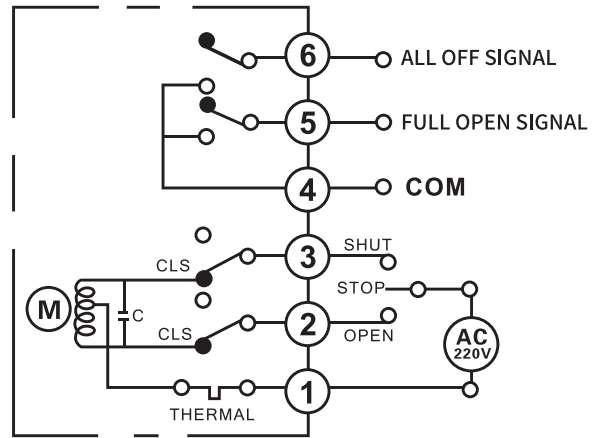 6 ALL OFF SIGNAL
5 FULL OPEN SIGNAL
4 COM
3 SHUT
CLS
STOP
M
C
2 OPEN
CLS
AC
220V
1
THERMAL